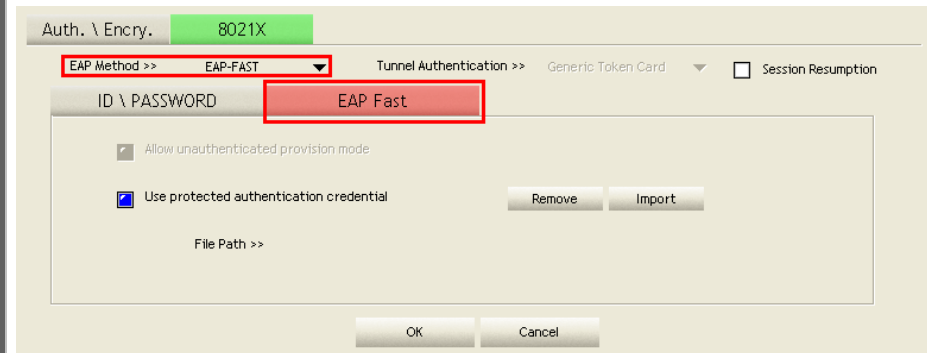 Auth. \ Encry. 8021X
EAP Method >> EAP-FAST Tunnel Authentication >> Generic Token Card Session Resumption
ID \ PASSWORD EAP Fast
Allow unauthenticated provision mode
Use protected authentication credential Remove Import
File Path >>
OK Cancel